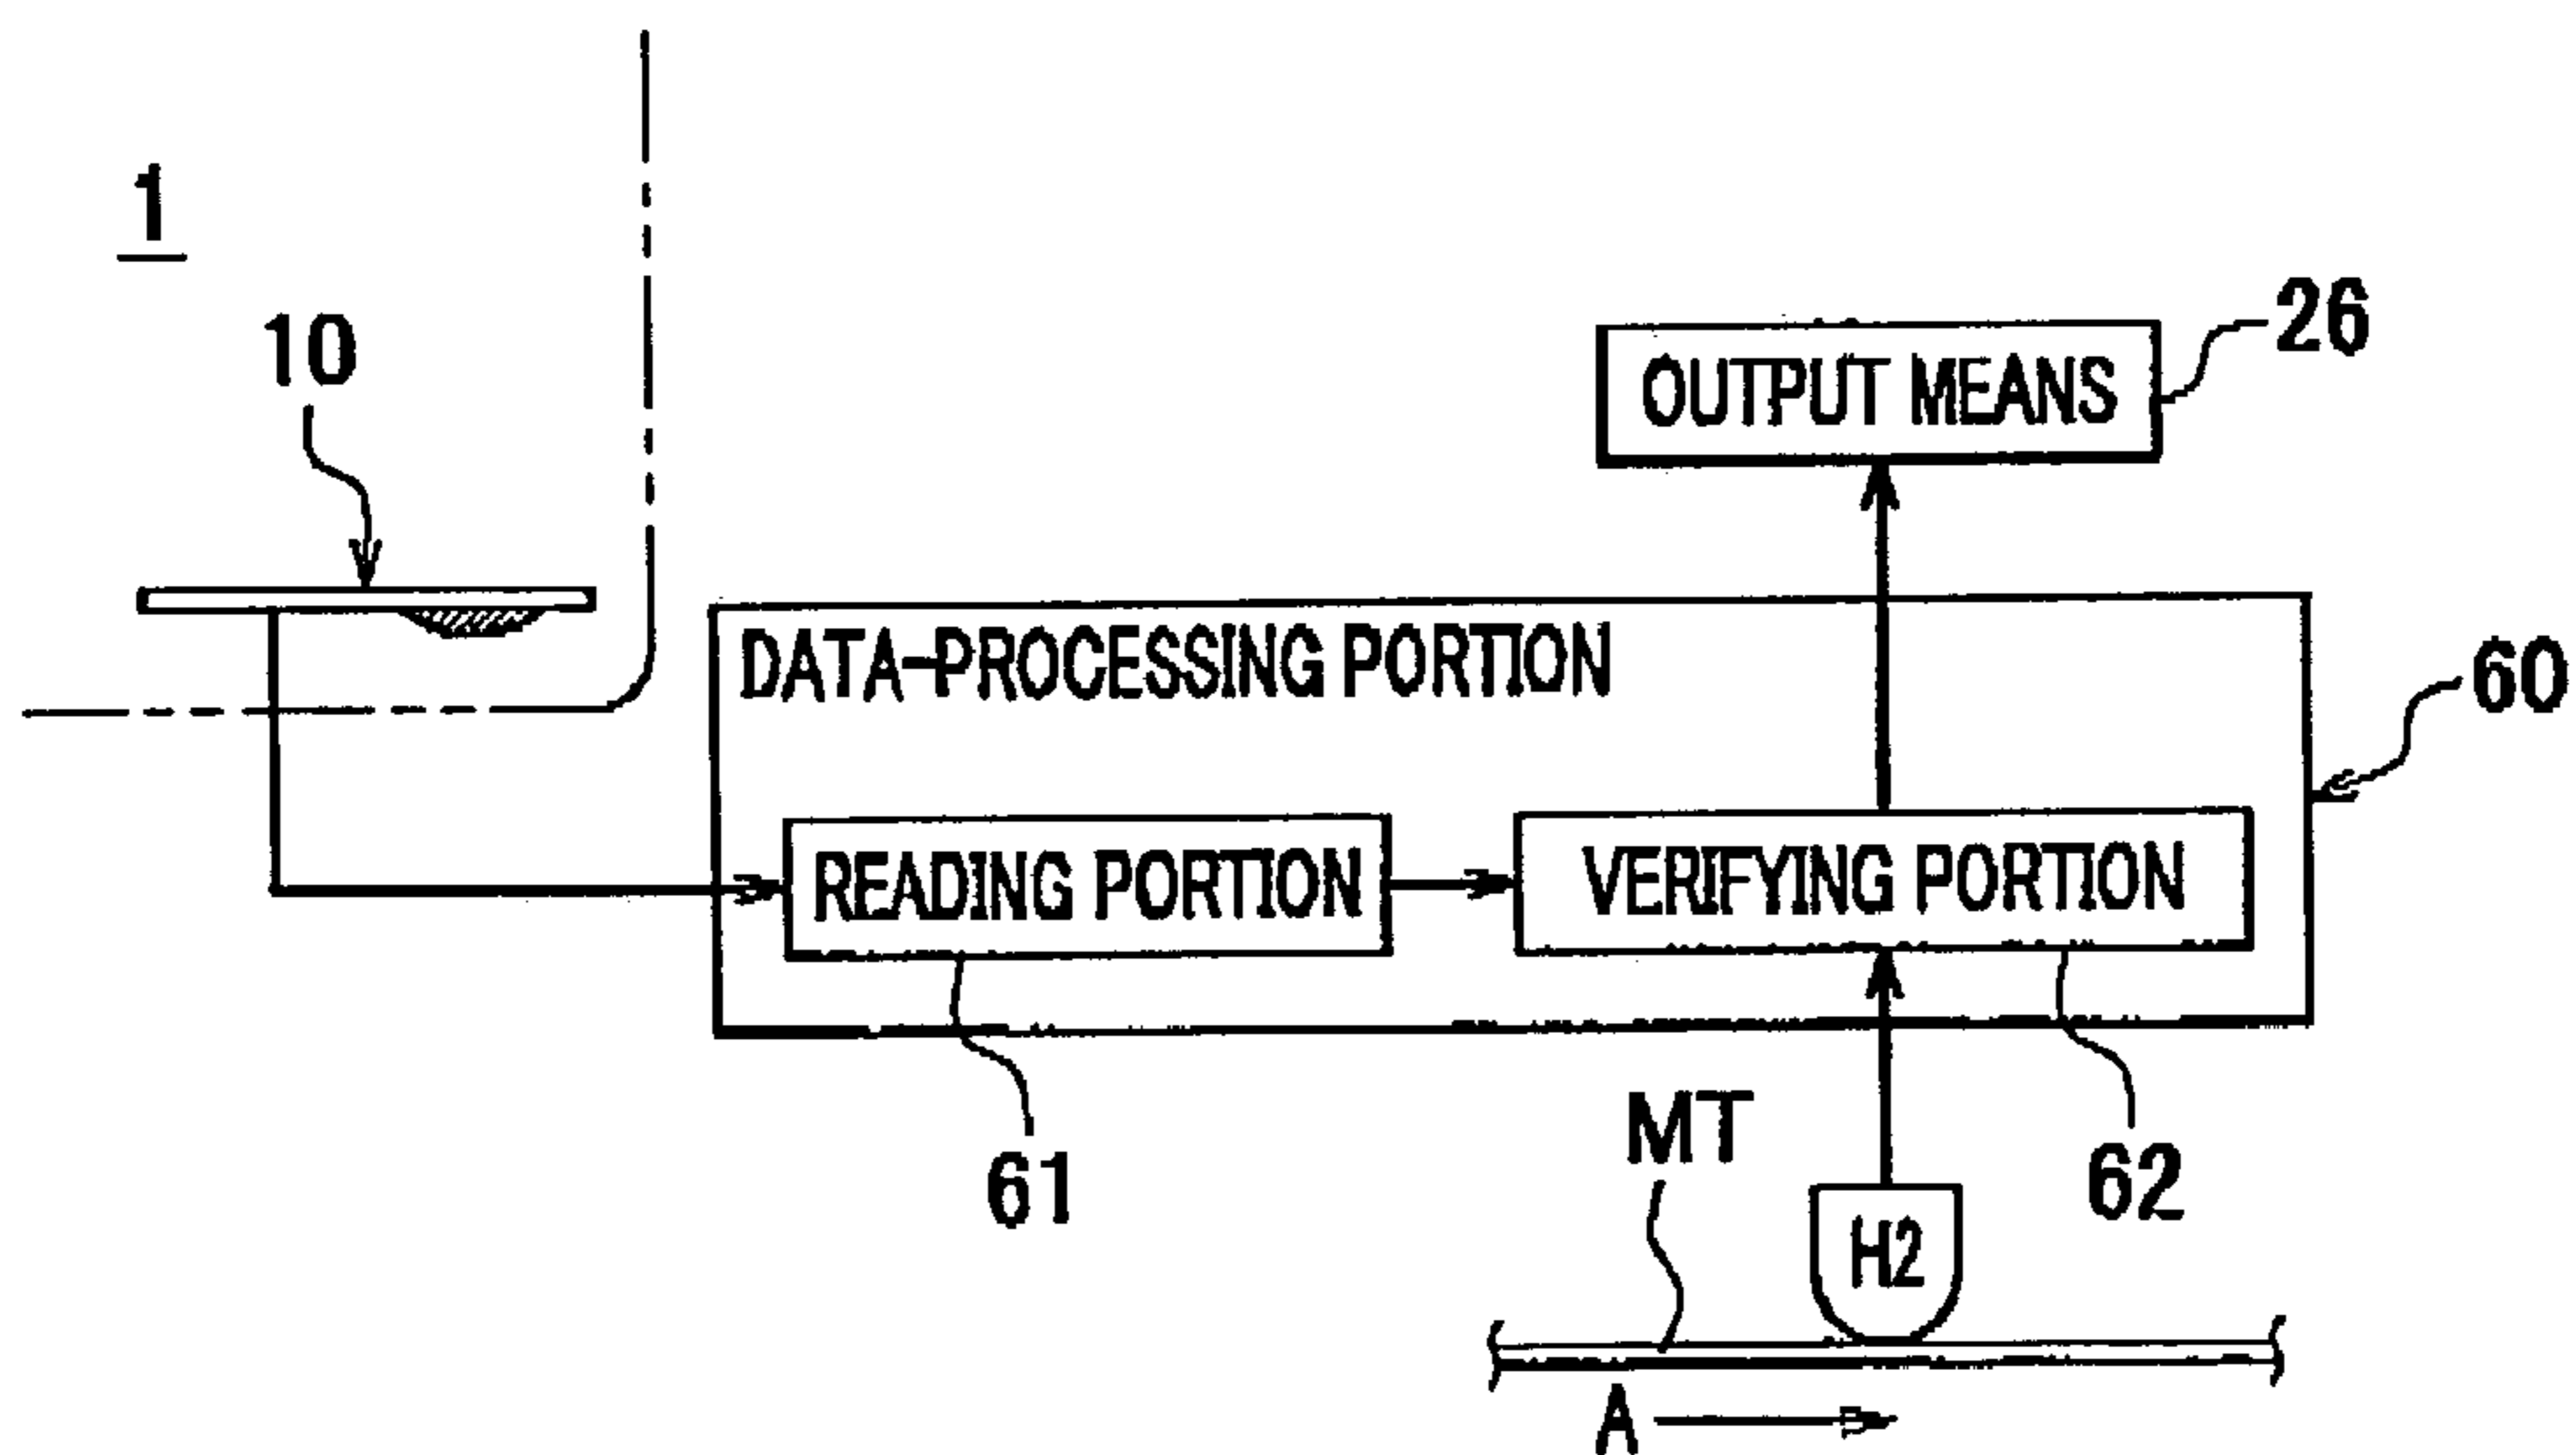 1
10
OUTPUT MEANS
26
DATA-PROCESSING PORTION
60
READING PORTION
VERIFYING PORTION
61
MT
62
H2
A